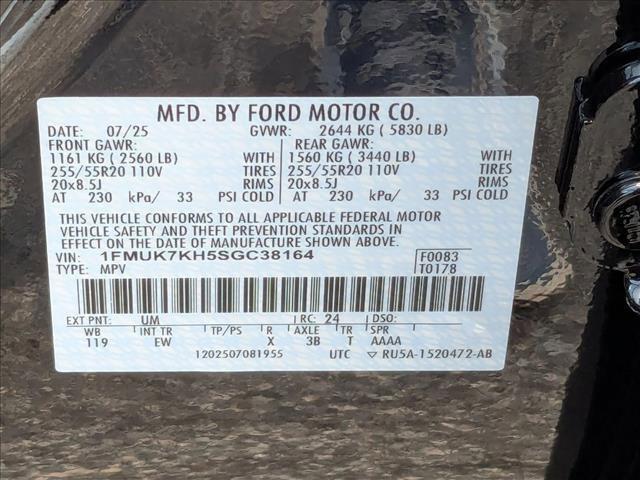 MFD. BY FORD MOTOR CO.
DATE: 07/25 GVWR: 2644 KG ( 5830 LB)
FRONT GAWR: REAR GAWR:
1161 KG ( 2560 LB) WITH 1560 KG ( 3440 LB) WITH
255/55R20 110V TIRES 255/55R20 110V TIRES
20x8.5J RIMS 20x8.5J RIMS
AT 230 kPa/ 33 PSI COLD AT 230 kPa/ 33 PSI COLD
THIS VEHICLE CONFORMS TO ALL APPLICABLE FEDERAL MOTOR
VEHICLE SAFETY AND THEFT PREVENTION STANDARDS IN
EFFECT ON THE DATE OF MANUFACTURE SHOWN ABOVE.
VIN: 1FMUK7KH5SGC38164 F0083
TYPE: MPV T0178
EXT PNT: UM RC: 24 DSO:
WB INT TR TP/PS R AXLE TR SPR
119 EW X 3B T AAAA
1202507081955 UTC ▽ RU5A-1520472-AB